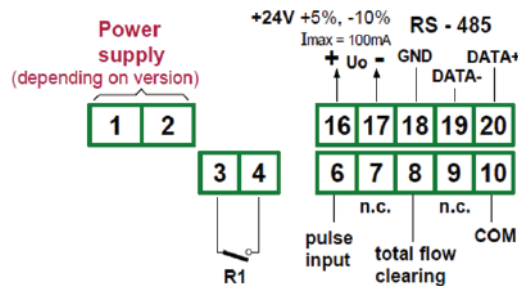 Power
supply
(depending on version)
+24V +5%, -10%
Imax = 100mA
+ Uo -
RS - 485
GND
DATA+
DATA-
1 2
16 17 18 19 20
3 4
6 7 8 9 10
n.c. n.c.
R1
pulse
input
total flow
clearing
COM